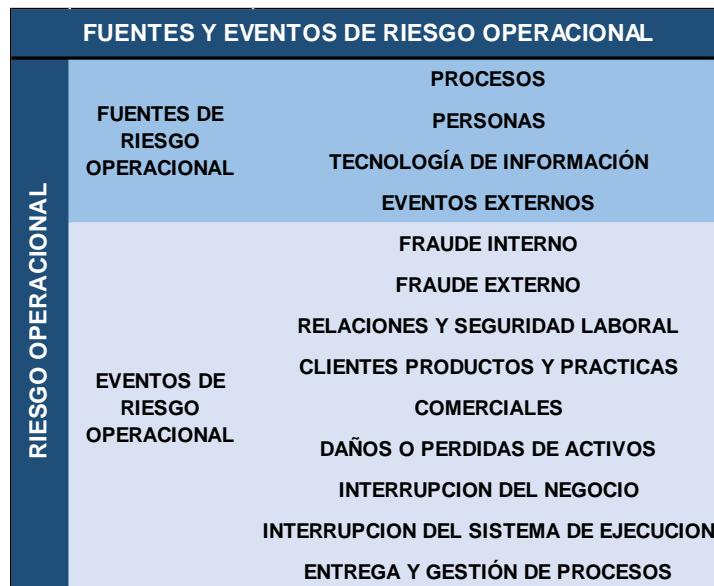 FUENTES Y EVENTOS DE RIESGO OPERACIONAL
RIESGO OPERACIONAL
FUENTES DE
RIESGO
OPERACIONAL
PROCESOS
PERSONAS
TECNOLOGÍA DE INFORMACIÓN
EVENTOS EXTERNOS
EVENTOS DE
RIESGO
OPERACIONAL
FRAUDE INTERNO
FRAUDE EXTERNO
RELACIONES Y SEGURIDAD LABORAL
CLIENTES PRODUCTOS Y PRACTICAS
COMERCIALES
DAÑOS O PERDIDAS DE ACTIVOS
INTERRUPCION DEL NEGOCIO
INTERRUPCION DEL SISTEMA DE EJECUCION
ENTREGA Y GESTIÓN DE PROCESOS